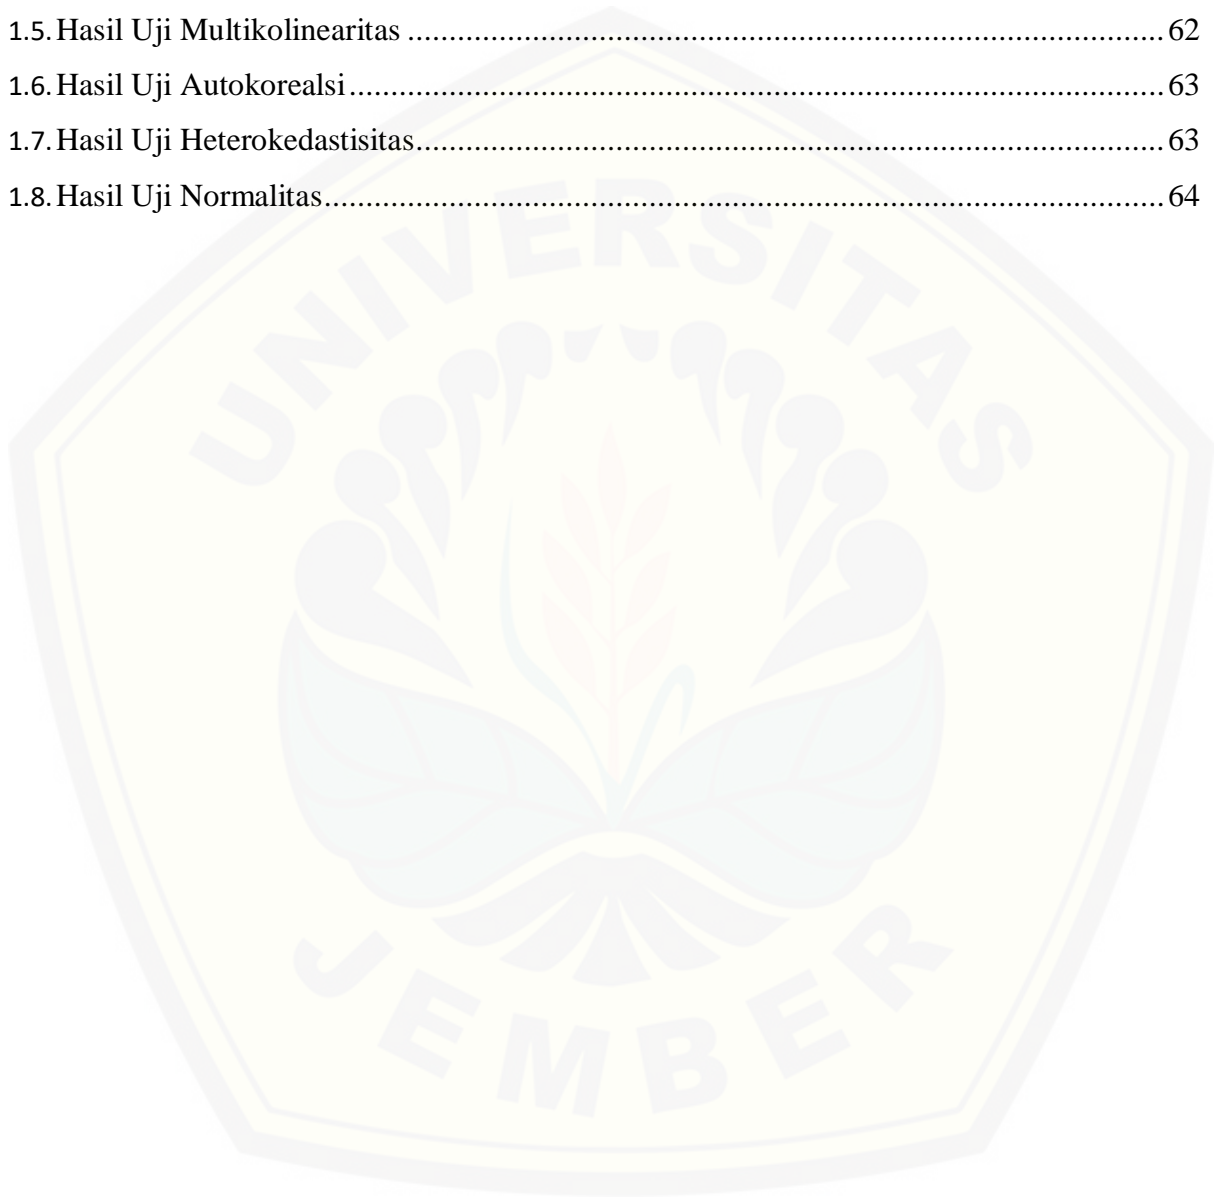 1.5. Hasil Uji Multikolinearitas .......................................................................................... 62
1.6. Hasil Uji Autokorealsi ................................................................................................. 63
1.7. Hasil Uji Heterokedastisitas ......................................................................................... 63
1.8. Hasil Uji Normalitas .................................................................................................... 64
UNIVERSITAS
JEMBER